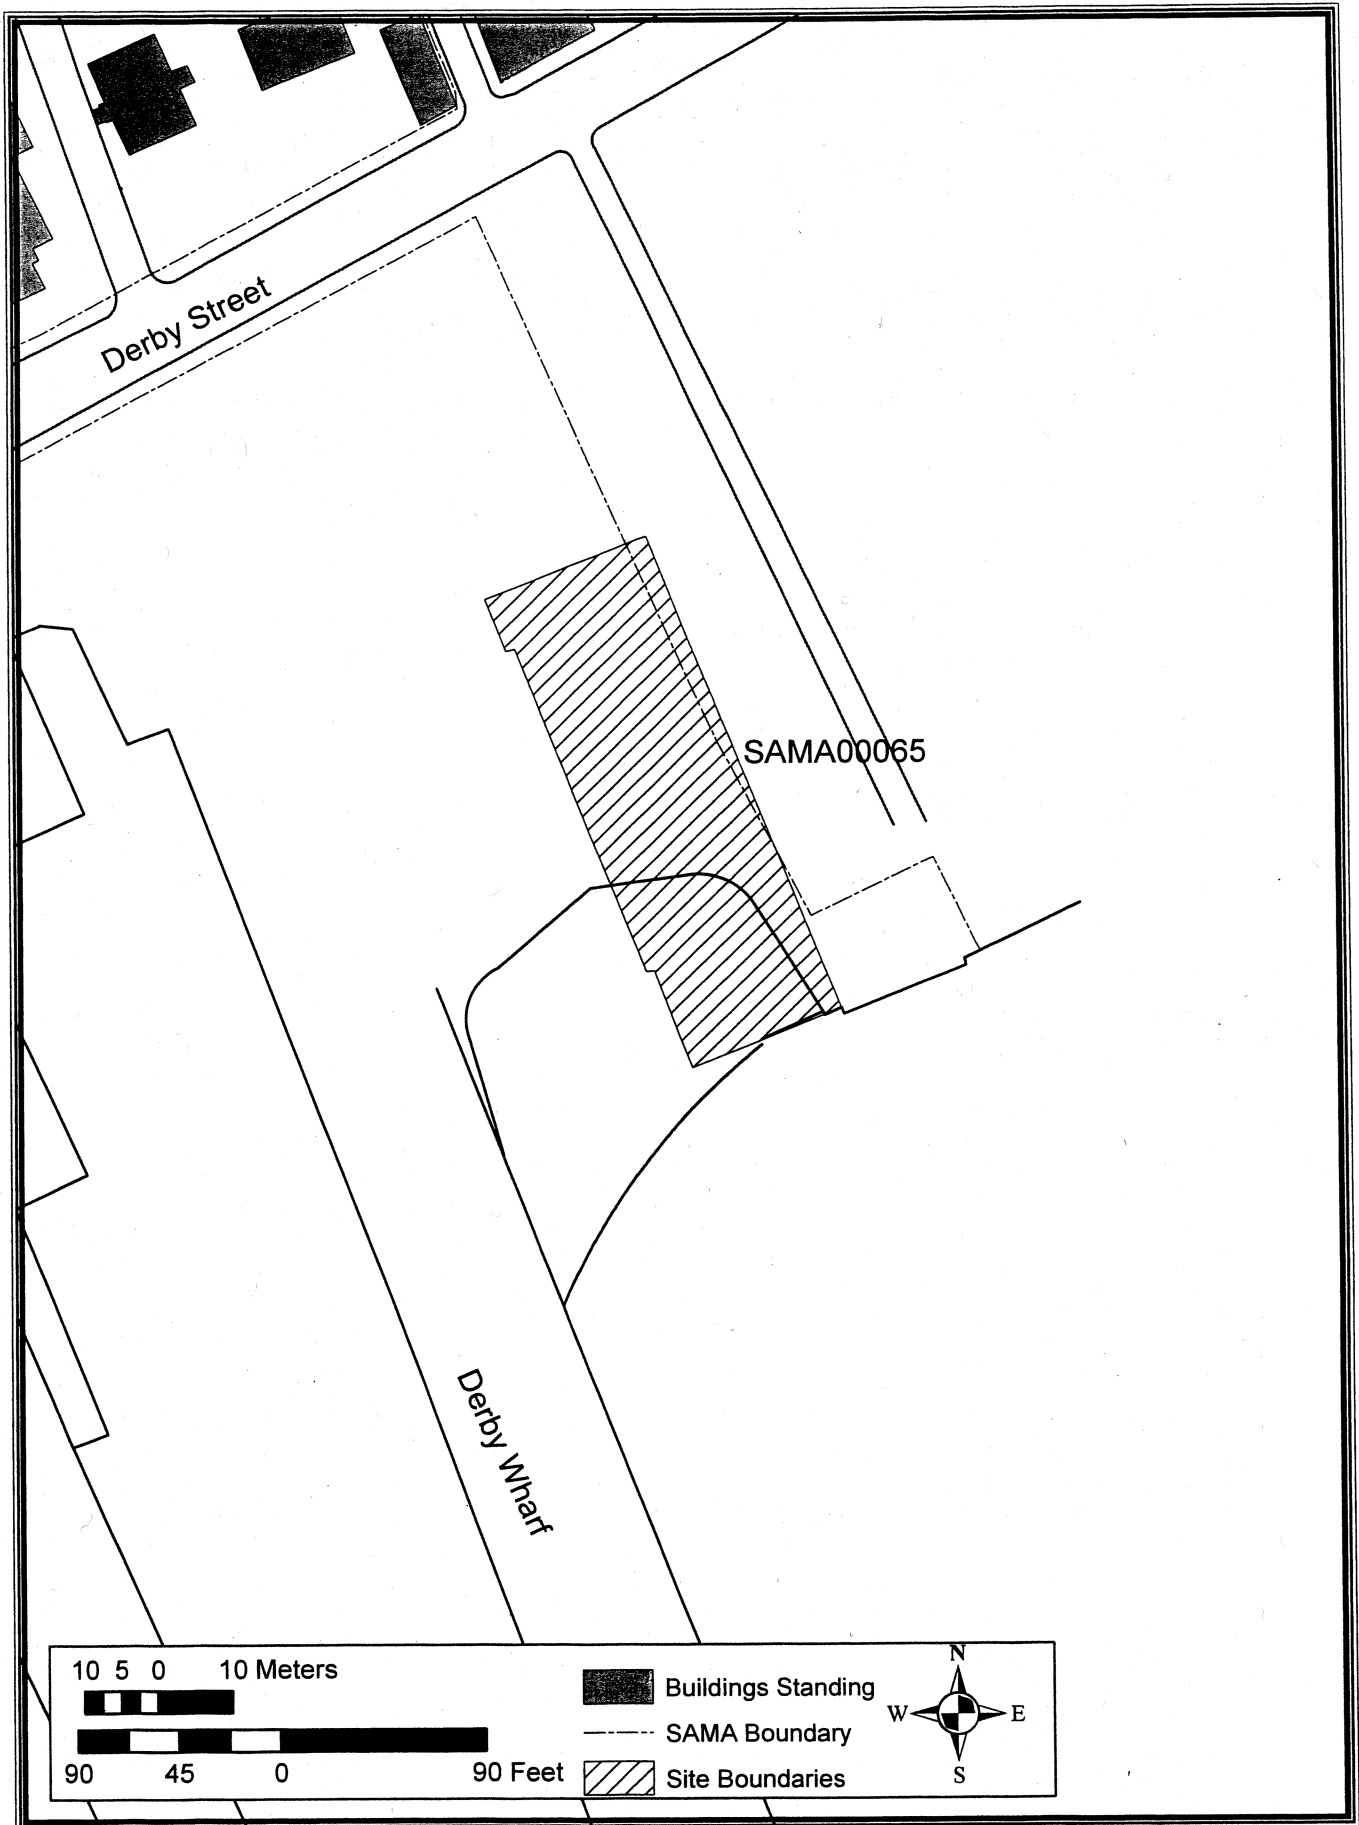 Derby Street
SAMA00065
Derby Wharf
10 5 0 10 Meters
90 45 0 90 Feet
Buildings Standing
SAMA Boundary
Site Boundaries
N
W E
S